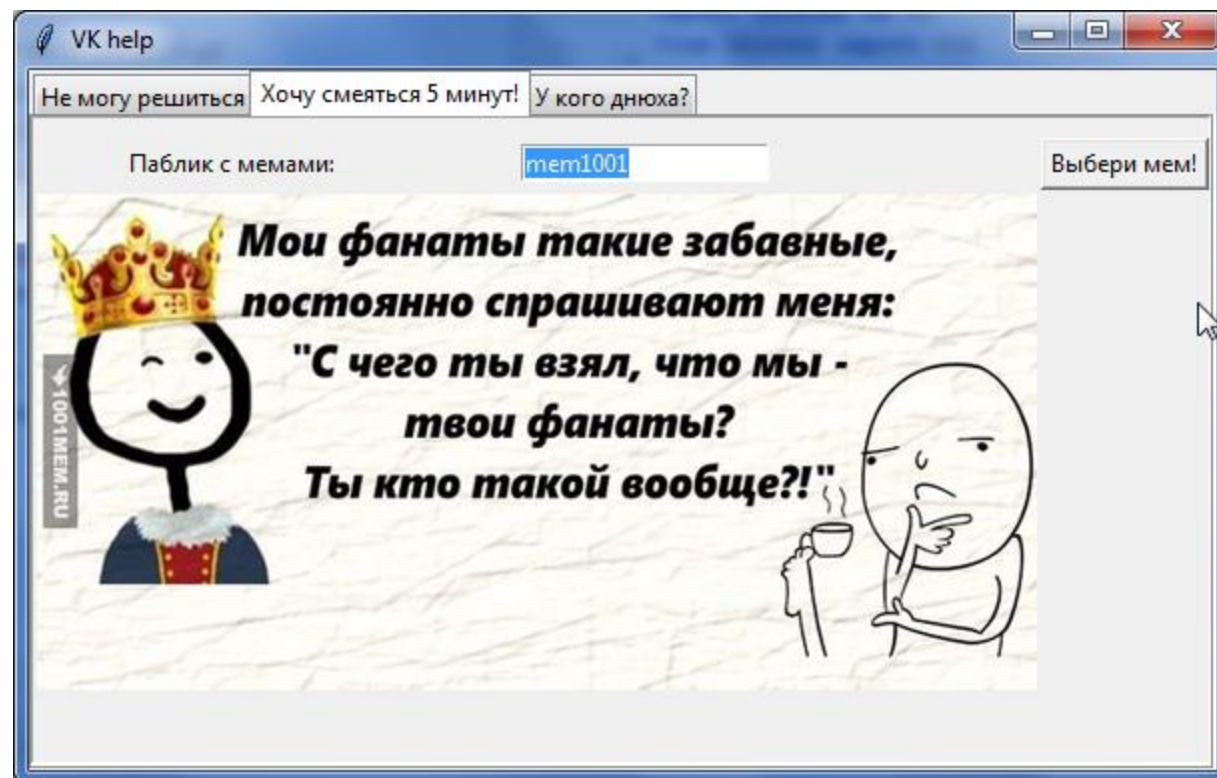 VK help
Не могу решиться
Хочу смеяться 5 минут!
У кого днюха?
Паблик с мемами:
mem1001
Выбери мем!
Мои фанаты такие забавные,
постоянно спрашивают меня:
"С чего ты взял, что мы -
твои фанаты?
Ты кто такой вообще?!"
1001MEM.RU